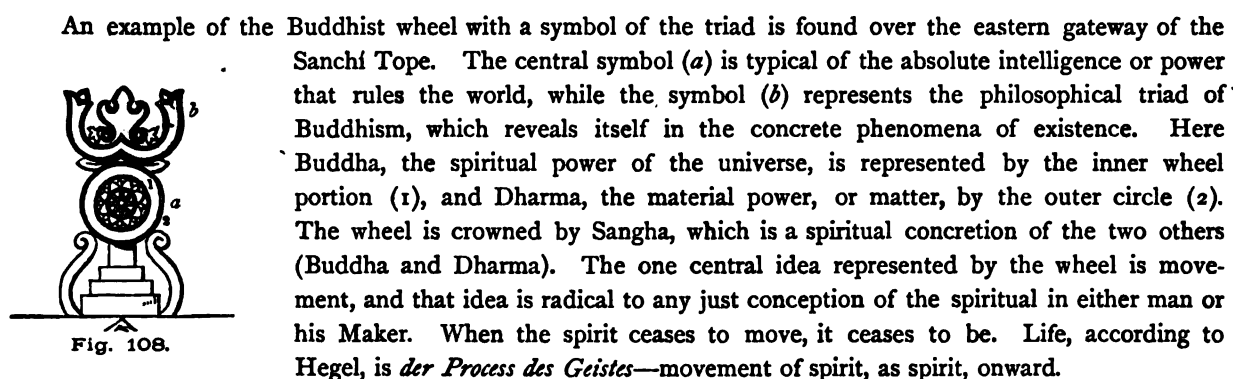 An example of the Buddhist wheel with a symbol of the triad is found over the eastern gateway of the
Sanchí Tope. The central symbol (a) is typical of the absolute intelligence or power
that rules the world, while the symbol (b) represents the philosophical triad of
Buddhism, which reveals itself in the concrete phenomena of existence. Here
Buddha, the spiritual power of the universe, is represented by the inner wheel
portion (1), and Dharma, the material power, or matter, by the outer circle (2).
The wheel is crowned by Sangha, which is a spiritual concretion of the two others
(Buddha and Dharma). The one central idea represented by the wheel is move-
ment, and that idea is radical to any just conception of the spiritual in either man or
his Maker. When the spirit ceases to move, it ceases to be. Life, according to
Hegel, is der Process des Geistes—movement of spirit, as spirit, onward.
b
1
a
2
Fig. 108.